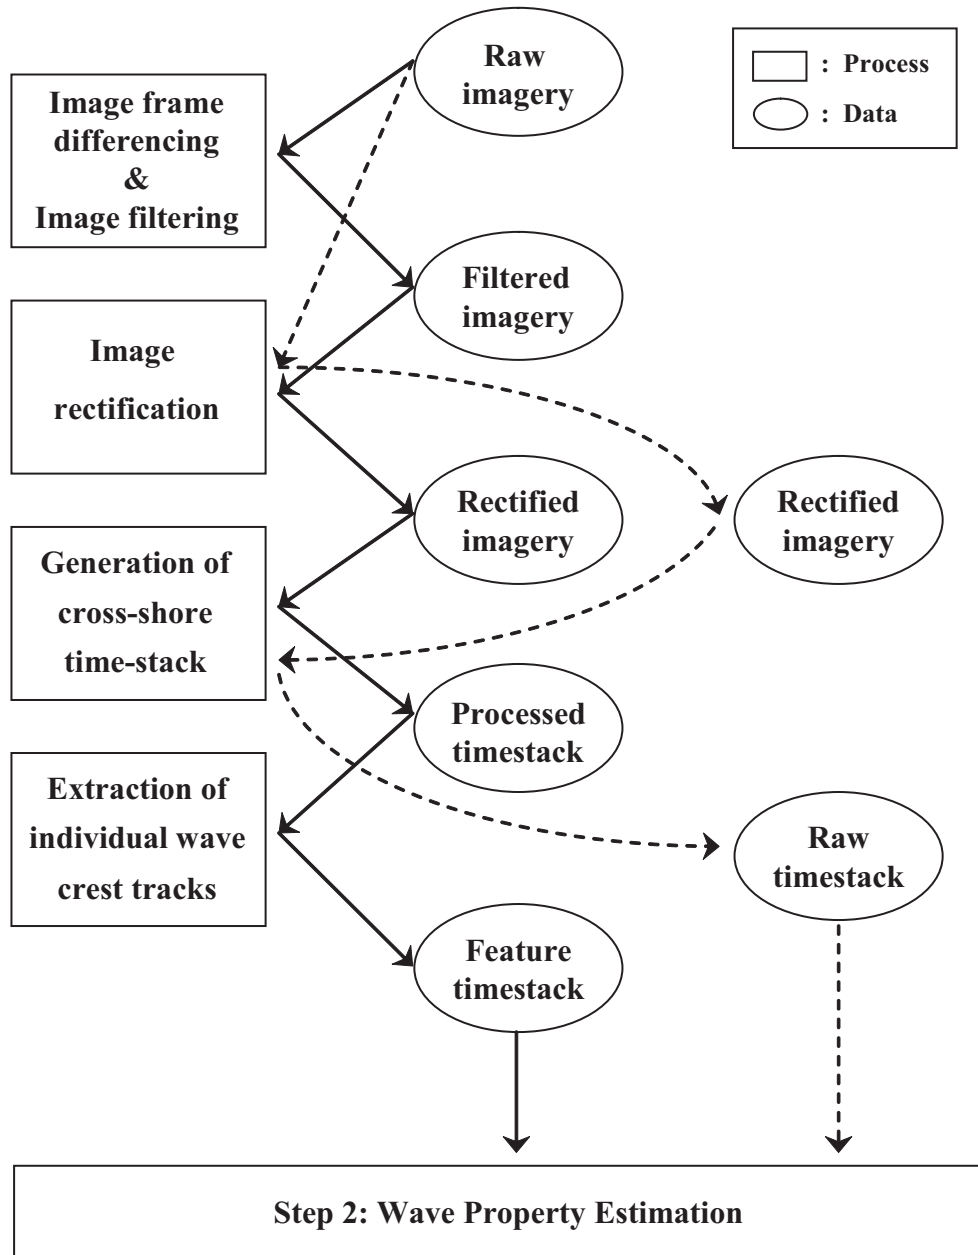 Raw
imagery
: Process
: Data
Image frame
differencing
&
Image filtering
Filtered
imagery
Image
rectification
Rectified
imagery
Rectified
imagery
Generation of
cross-shore
time-stack
Processed
timestack
Extraction of
individual wave
crest tracks
Raw
timestack
Feature
timestack
Step 2: Wave Property Estimation